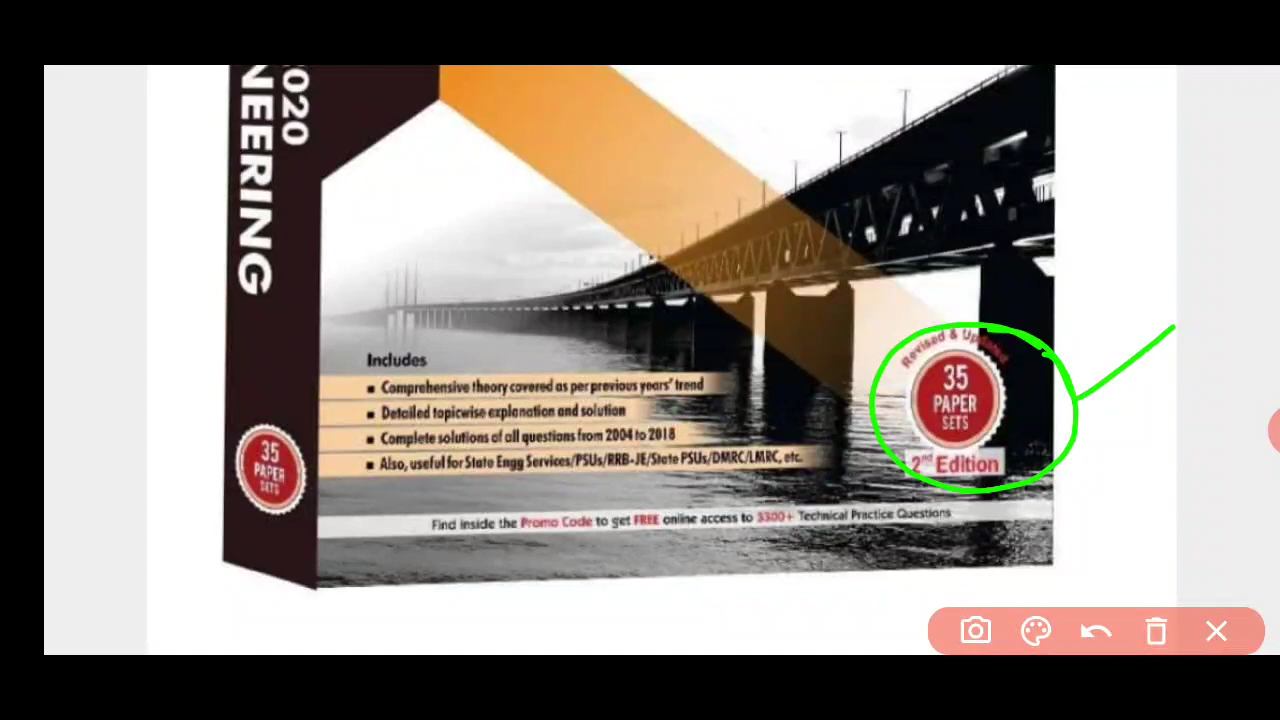 2020
NEERING
35
PAPER
SETS
Includes
▪ Comprehensive theory covered as per previous years' trend
▪ Detailed topicwise explanation and solution
▪ Complete solutions of all questions from 2004 to 2018
▪ Also, useful for State Engg Services/PSUs/RRB-JE/State PSUs/DMRC/LMRC, etc.
Revised & Updated
35
PAPER
SETS
2nd Edition
Find inside the Promo Code to get FREE online access to 3300+ Technical Practice Questions